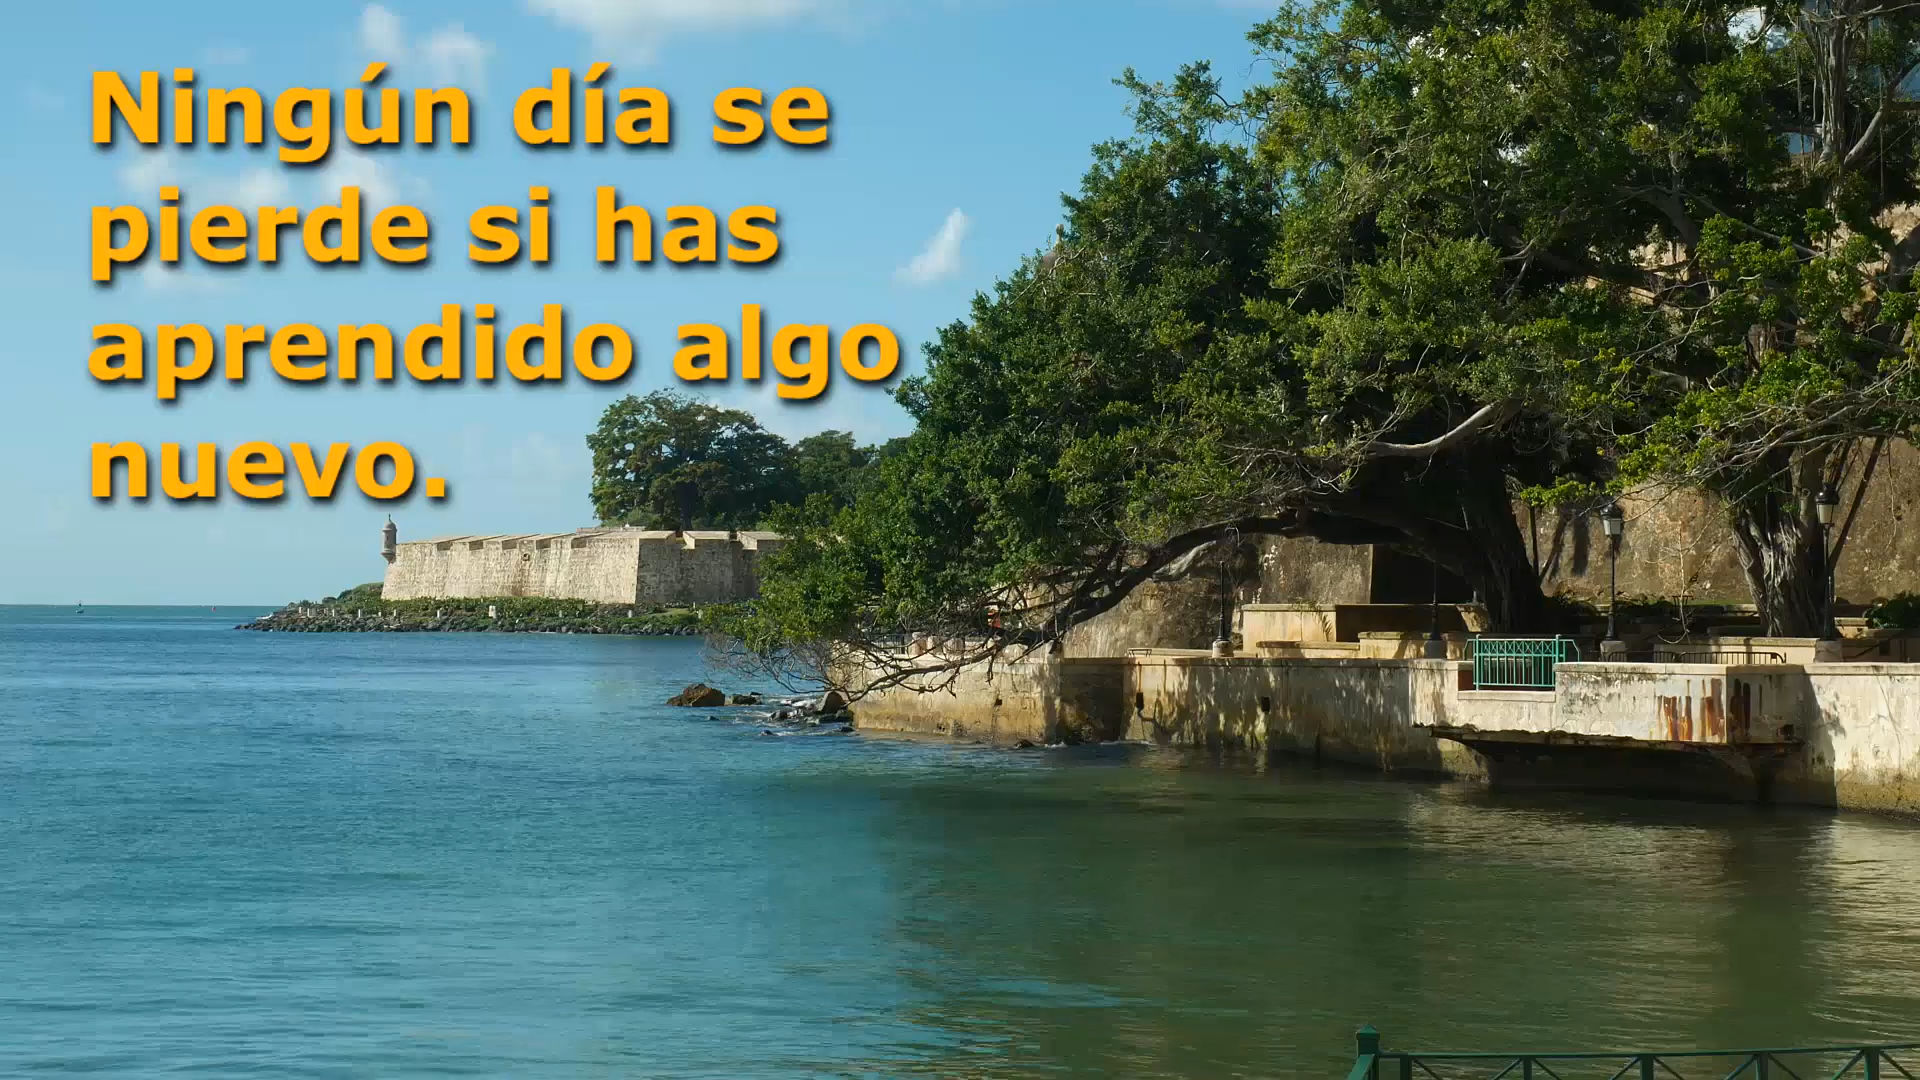 Ningún día se
pierde si has
aprendido algo
nuevo.